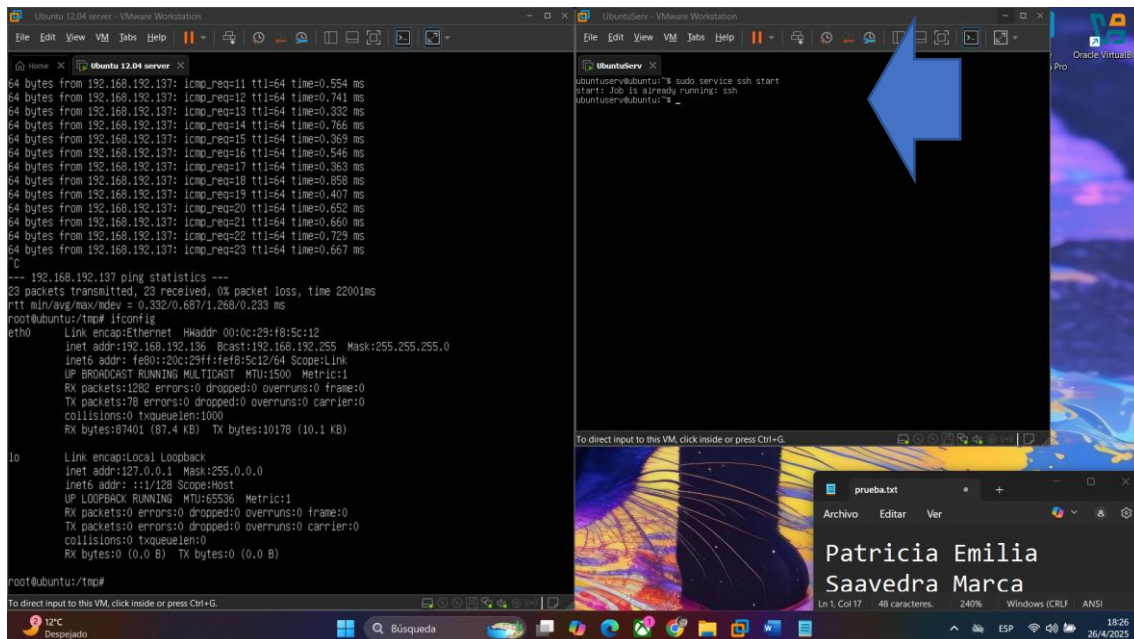 Ubuntu 12.04 server - VMware Workstation
File Edit View VM Tabs Help
Home
Ubuntu 12.04 server
64 bytes from 192.168.192.137: icmp_req=11 ttl=64 time=0.554 ms
64 bytes from 192.168.192.137: icmp_req=12 ttl=64 time=0.741 ms
64 bytes from 192.168.192.137: icmp_req=13 ttl=64 time=0.332 ms
64 bytes from 192.168.192.137: icmp_req=14 ttl=64 time=0.766 ms
64 bytes from 192.168.192.137: icmp_req=15 ttl=64 time=0.369 ms
64 bytes from 192.168.192.137: icmp_req=16 ttl=64 time=0.546 ms
64 bytes from 192.168.192.137: icmp_req=17 ttl=64 time=0.363 ms
64 bytes from 192.168.192.137: icmp_req=18 ttl=64 time=0.858 ms
64 bytes from 192.168.192.137: icmp_req=19 ttl=64 time=0.407 ms
64 bytes from 192.168.192.137: icmp_req=20 ttl=64 time=0.652 ms
64 bytes from 192.168.192.137: icmp_req=21 ttl=64 time=0.660 ms
64 bytes from 192.168.192.137: icmp_req=22 ttl=64 time=0.729 ms
64 bytes from 192.168.192.137: icmp_req=23 ttl=64 time=0.667 ms
^C
--- 192.168.192.137 ping statistics ---
23 packets transmitted, 23 received, 0% packet loss, time 22001ms
rtt min/avg/max/mdev = 0.332/0.687/1.268/0.233 ms
root@ubuntu:/tmp# ifconfig
eth0 Link encap:Ethernet HWaddr 00:0c:29:f8:5c:12
inet addr:192.168.192.136 Bcast:192.168.192.255 Mask:255.255.255.0
inet6 addr: fe80::20c:29ff:fef8:5c12/64 Scope:Link
UP BROADCAST RUNNING MULTICAST MTU:1500 Metric:1
RX packets:1282 errors:0 dropped:0 overruns:0 frame:0
TX packets:78 errors:0 dropped:0 overruns:0 carrier:0
collisions:0 txqueuelen:1000
RX bytes:87401 (87.4 KB) TX bytes:10178 (10.1 KB)
lo Link encap:Local Loopback
inet addr:127.0.0.1 Mask:255.0.0.0
inet6 addr: ::1/128 Scope:Host
UP LOOPBACK RUNNING MTU:65536 Metric:1
RX packets:0 errors:0 dropped:0 overruns:0 frame:0
TX packets:0 errors:0 dropped:0 overruns:0 carrier:0
collisions:0 txqueuelen:0
RX bytes:0 (0.0 B) TX bytes:0 (0.0 B)
root@ubuntu:/tmp#
To direct input to this VM, click inside or press Ctrl+G.
UbuntuServ - VMware Workstation
File Edit View VM Tabs Help
UbuntuServ
ubuntuserv@ubuntu:~$ sudo service ssh start
start: Job is already running: ssh
ubuntuserv@ubuntu:~$ _
To direct input to this VM, click inside or press Ctrl+G.
Pro
prueba.txt
Archivo Editar Ver
Patricia Emilia
Saavedra Marca
Ln 1, Col 17 48 caracteres. 240% Windows (CRLF ANSI
12°C
Despejado
Búsqueda
ESP
18:26
26/4/2025